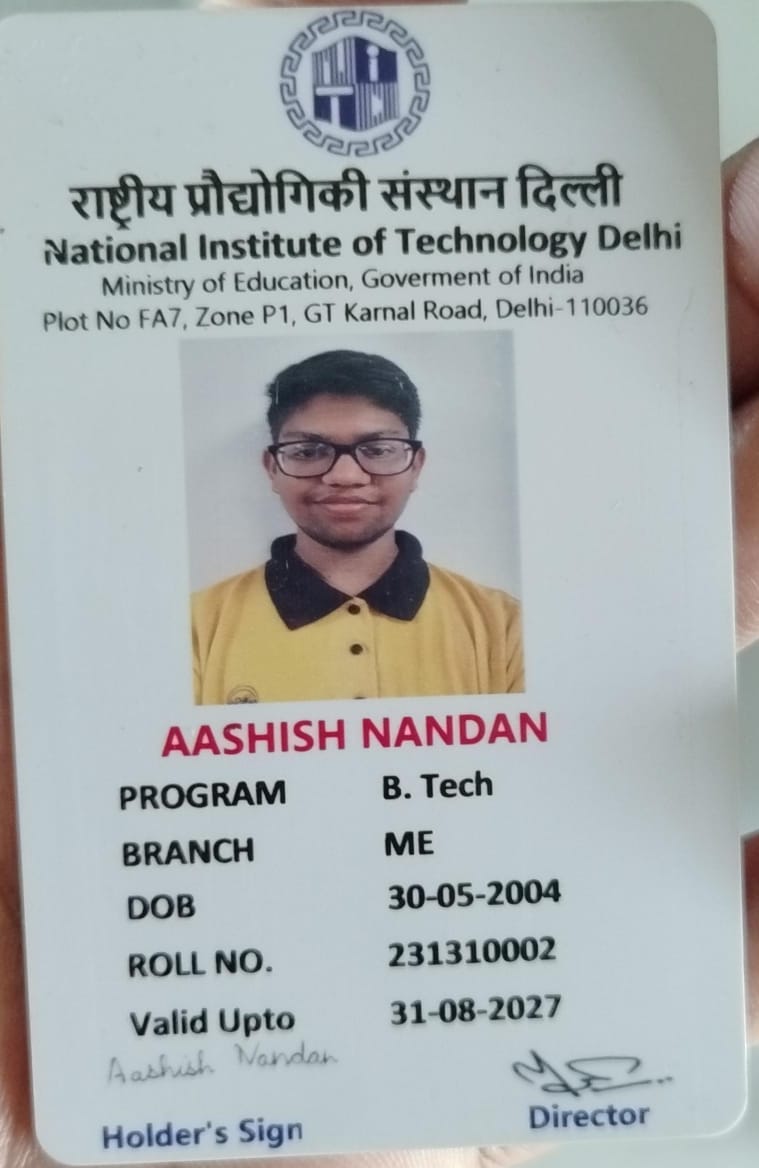 राष्ट्रीय प्रौद्योगिकी संस्थान दिल्ली
National Institute of Technology Delhi
Ministry of Education, Goverment of India
Plot No FA7, Zone P1, GT Karnal Road, Delhi-110036
AASHISH NANDAN
PROGRAM B. Tech
BRANCH ME
DOB 30-05-2004
ROLL NO. 231310002
Valid Upto 31-08-2027
Aashish Nandan
Holder's Sign Director